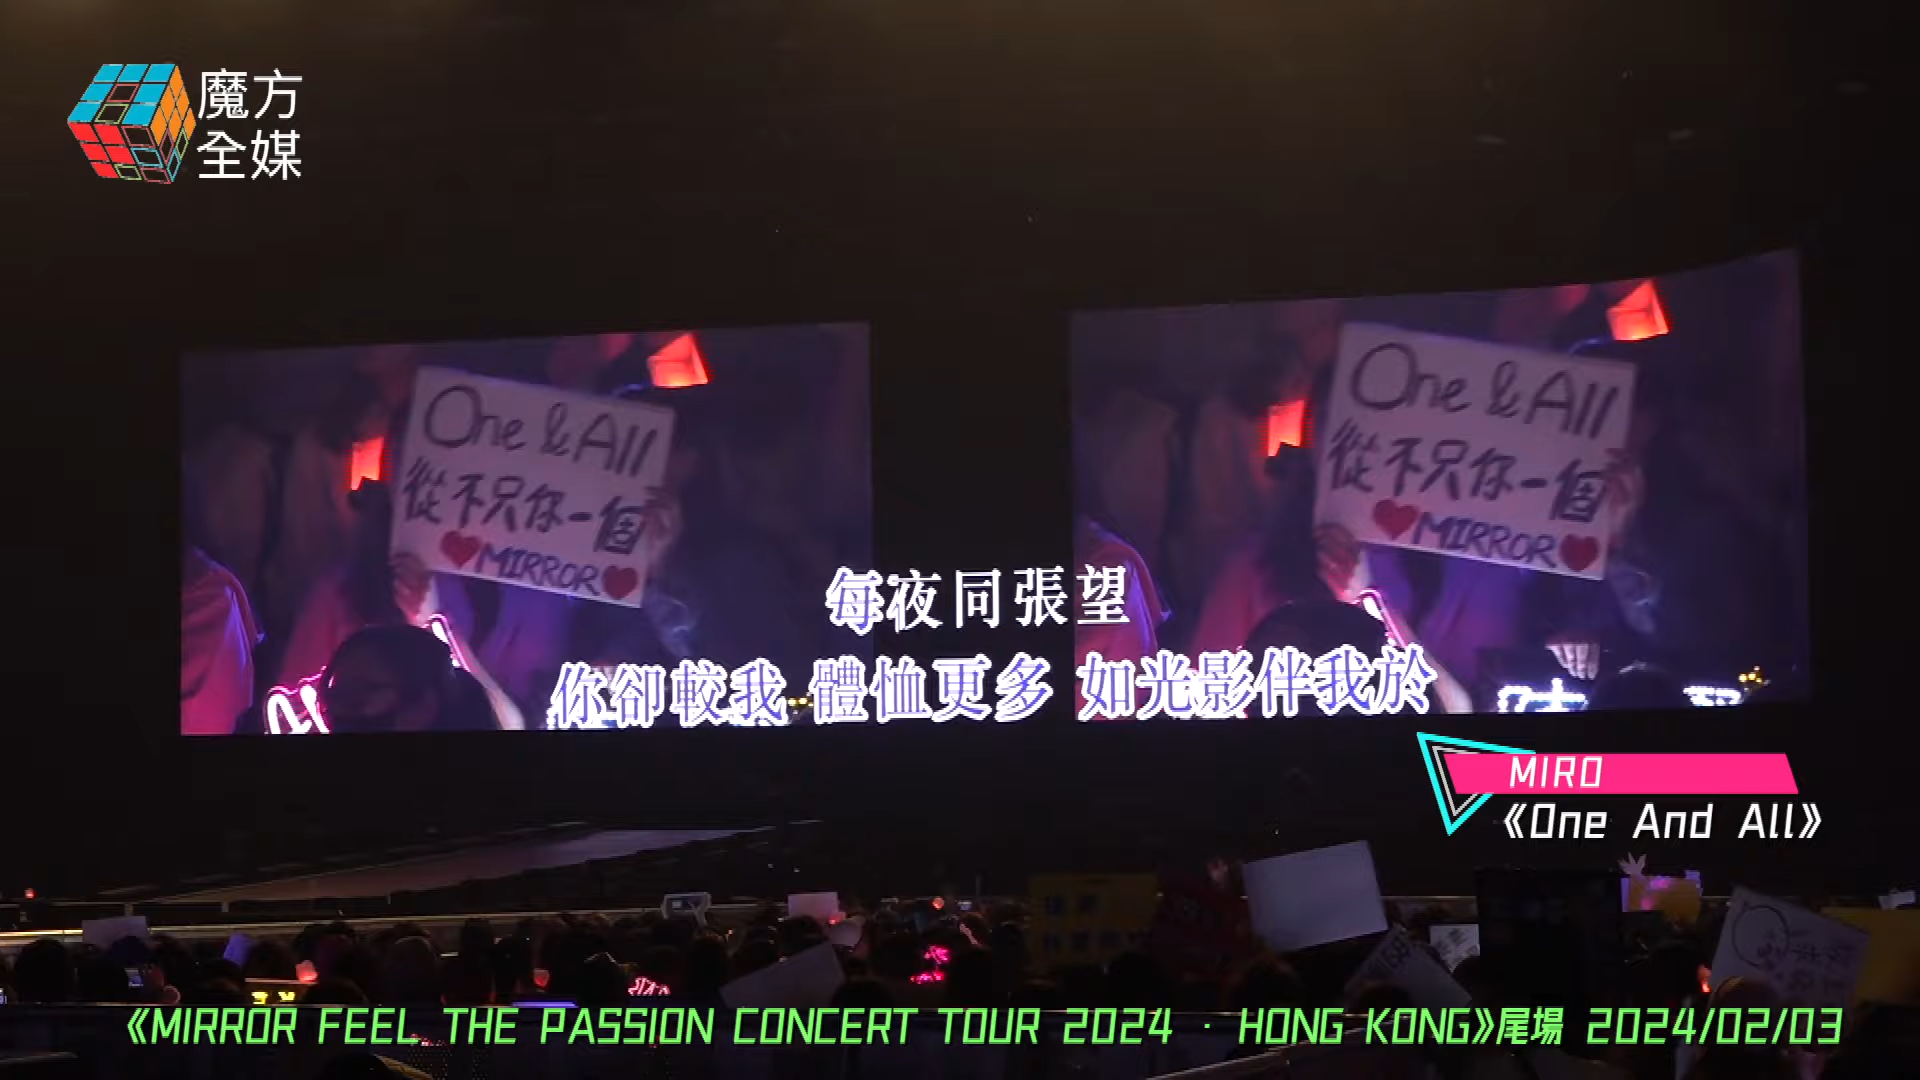 魔方
全媒
One & All
從不只你一個
MIRROR
One & All
從不只你一個
MIRROR
每夜同張望
你卻較我 體恤更多 如光影伴我於
MIRO
《One And All》
《MIRROR FEEL THE PASSION CONCERT TOUR 2024 · HONG KONG》尾場 2024/02/03